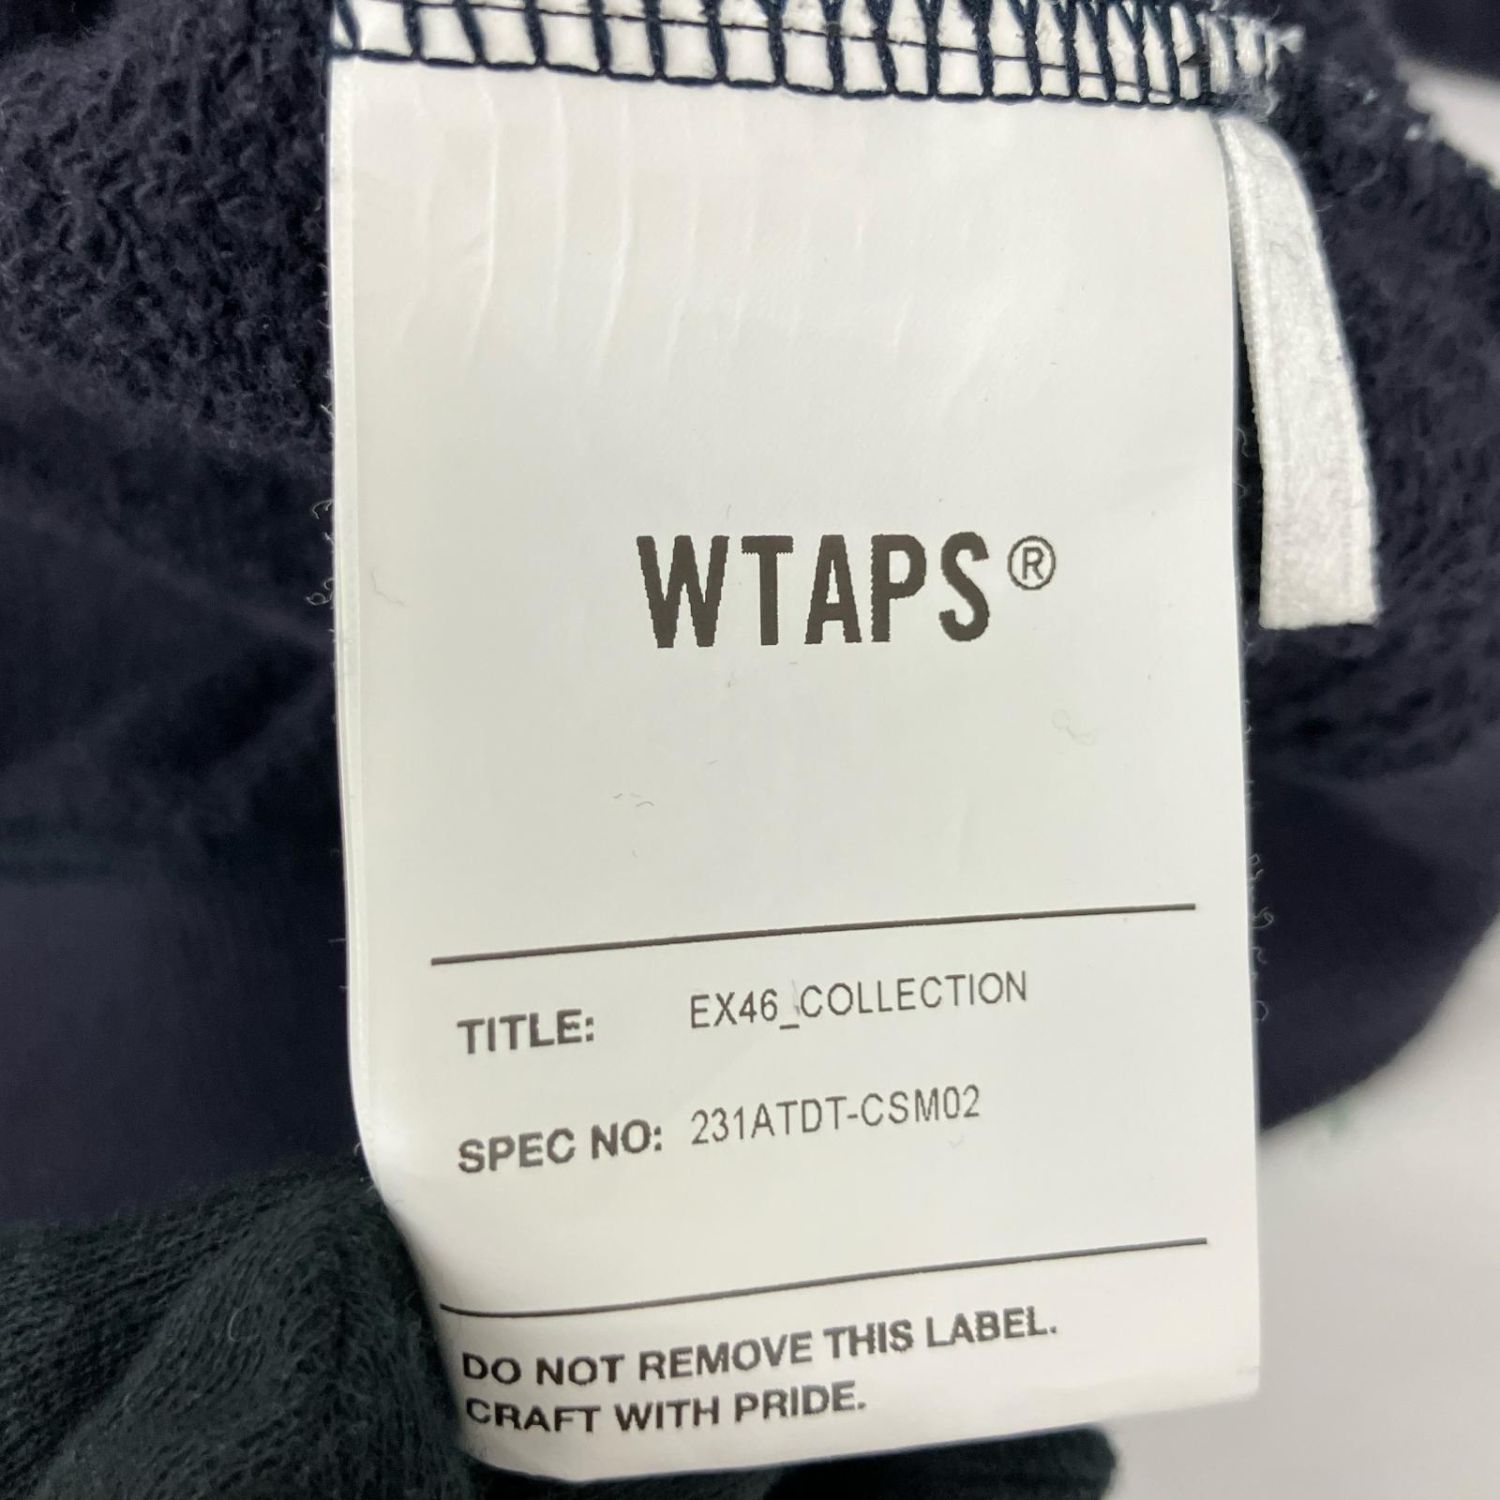 WTAPS®
TITLE: EX46_COLLECTION
SPEC NO: 231ATDT-CSM02
DO NOT REMOVE THIS LABEL.
CRAFT WITH PRIDE.